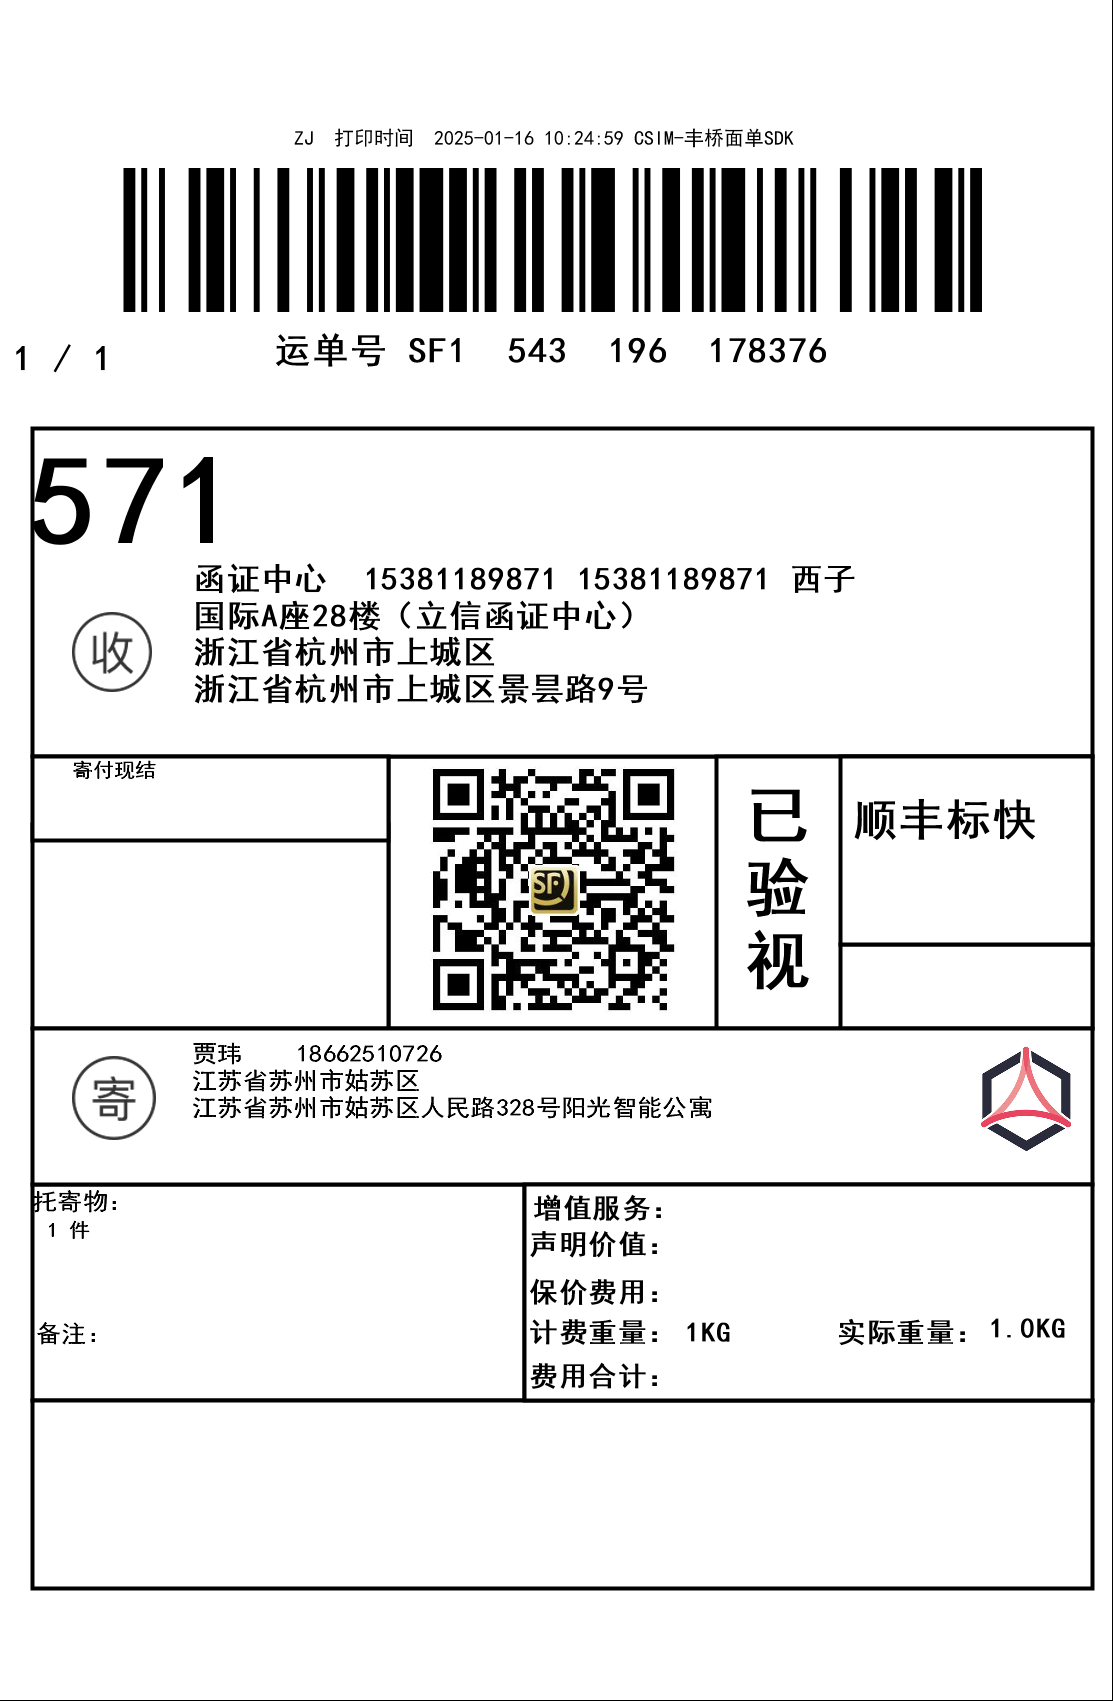 ZJ 打印时间 2025-01-16 10:24:59 CSIM-丰桥面单SDK
1 / 1
运单号 SF1 543 196 178376
571
函证中心 15381189871 15381189871 西子
国际A座28楼（立信函证中心）
收
浙江省杭州市上城区
浙江省杭州市上城区景昙路9号
寄付现结
SF
已验视
顺丰标快
贾玮 18662510726
寄
江苏省苏州市姑苏区
江苏省苏州市姑苏区人民路328号阳光智能公寓
托寄物：
1 件
备注：
增值服务：
声明价值：
保价费用：
计费重量： 1KG 实际重量： 1.0KG
费用合计：